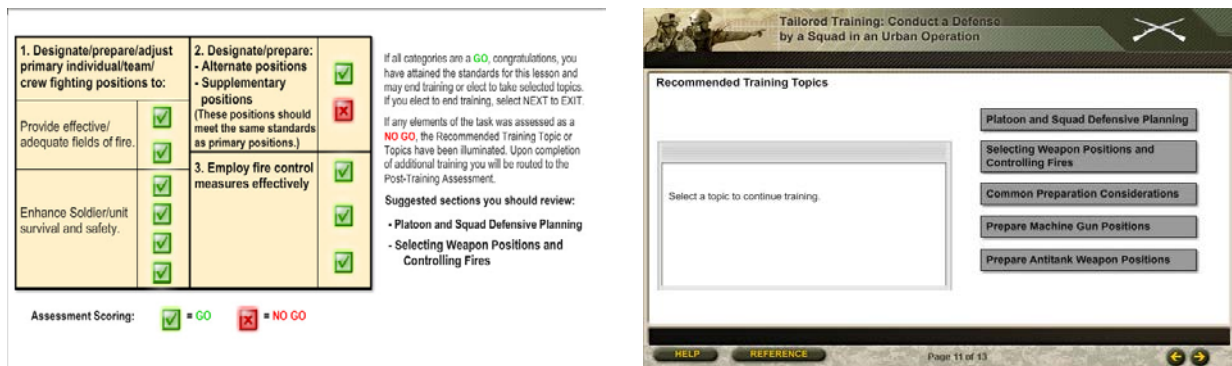 1. Designate/prepare/adjust
primary individual/team/
crew fighting positions to:
Provide effective/
adequate fields of fire.
Enhance Soldier/unit
survival and safety.
2. Designate/prepare:
- Alternate positions
- Supplementary
positions
(These positions should
meet the same standards
as primary positions.)
3. Employ fire control
measures effectively
If all categories are a GO, congratulations, you
have attained the standards for this lesson and
may end training or elect to take selected topics.
If you elect to end training, select NEXT to EXIT.
If any elements of the task was assessed as a
NO GO, the Recommended Training Topic or
Topics have been illuminated. Upon completion
of additional training you will be routed to the
Post-Training Assessment.
Suggested sections you should review:
- Platoon and Squad Defensive Planning
- Selecting Weapon Positions and
Controlling Fires
Assessment Scoring: = GO = NO GO
Tailored Training: Conduct a Defense
by a Squad in an Urban Operation
Recommended Training Topics
Select a topic to continue training.
Platoon and Squad Defensive Planning
Selecting Weapon Positions and
Controlling Fires
Common Preparation Considerations
Prepare Machine Gun Positions
Prepare Antitank Weapon Positions
HELP REFERENCE Page 11 of 13